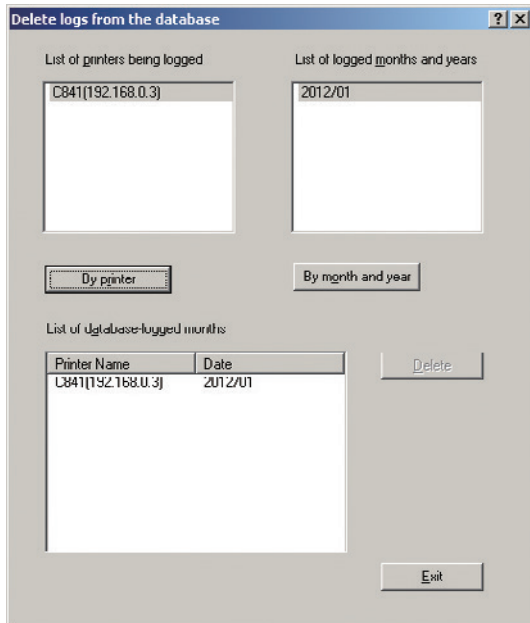 Delete logs from the database
List of printers being logged
List of logged months and years
C841(192.168.0.3)
2012/01
By printer
By month and year
List of database-logged months
Printer Name Date
C841(192.168.0.3) 2012/01
Delete
Exit